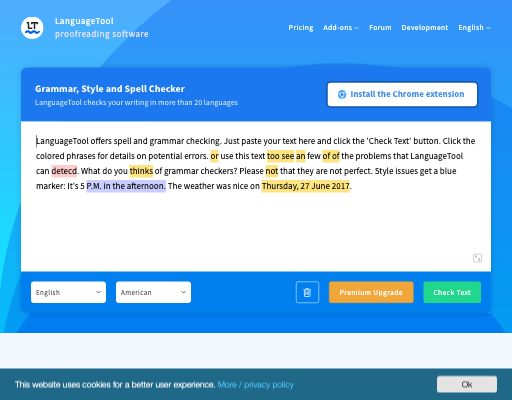 LT
LanguageTool
proofreading software
Pricing Add-ons Forum Development English
Grammar, Style and Spell Checker
LanguageTool checks your writing in more than 20 languages
Install the Chrome extension
LanguageTool offers spell and grammar checking. Just paste your text here and click the 'Check Text' button. Click the
colored phrases for details on potential errors. or use this text too see an few of of the problems that LanguageTool
can detecd. What do you thinks of grammar checkers? Please not that they are not perfect. Style issues get a blue
marker: It's 5 P.M. in the afternoon. The weather was nice on Thursday, 27 June 2017.
English American Premium Upgrade Check Text
This website uses cookies for a better user experience. More / privacy policy Ok